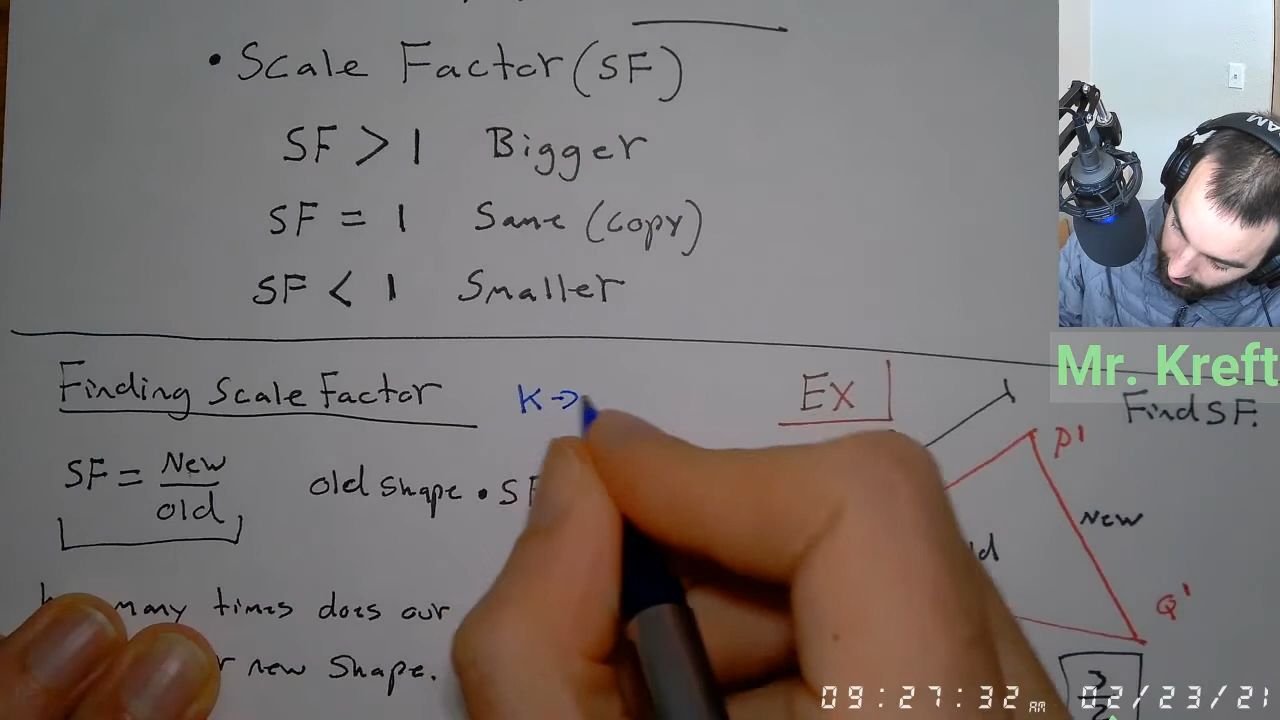 • Scale Factor (SF)
SF > 1 Bigger
SF = 1 Same (copy)
SF < 1 Smaller
Finding Scale Factor
K →
SF = New
old
old shape • SF
many times does our
new shape.
Ex
Find SF.
P'
New
Q'
AM
Mr. Kreft
09:27:32 AM 02/23/21